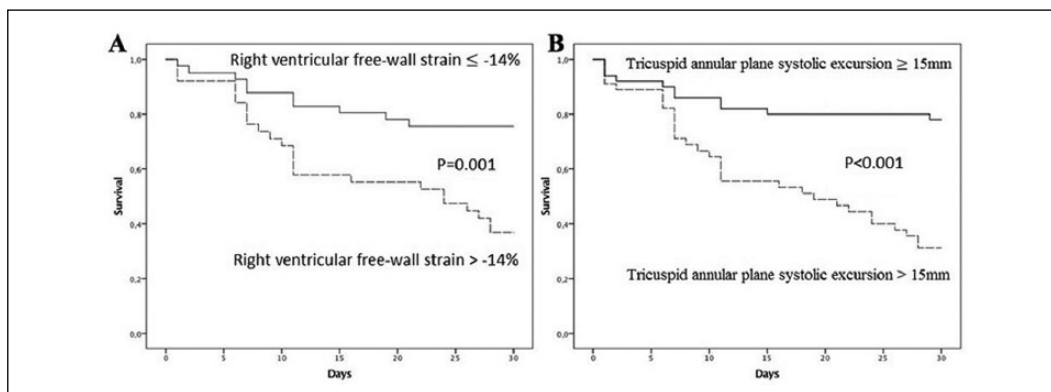 A
Right ventricular free-wall strain ≤ -14%
P=0.001
Right ventricular free-wall strain > -14%
Survival
1,0
0,8
0,6
0,4
0,2
0,0
0
5
10
15
20
25
30
Days
B
Tricuspid annular plane systolic excursion ≥ 15mm
P<0.001
Tricuspid annular plane systolic excursion > 15mm
Survival
1,0
0,8
0,6
0,4
0,2
0,0
0
5
10
15
20
25
30
Days